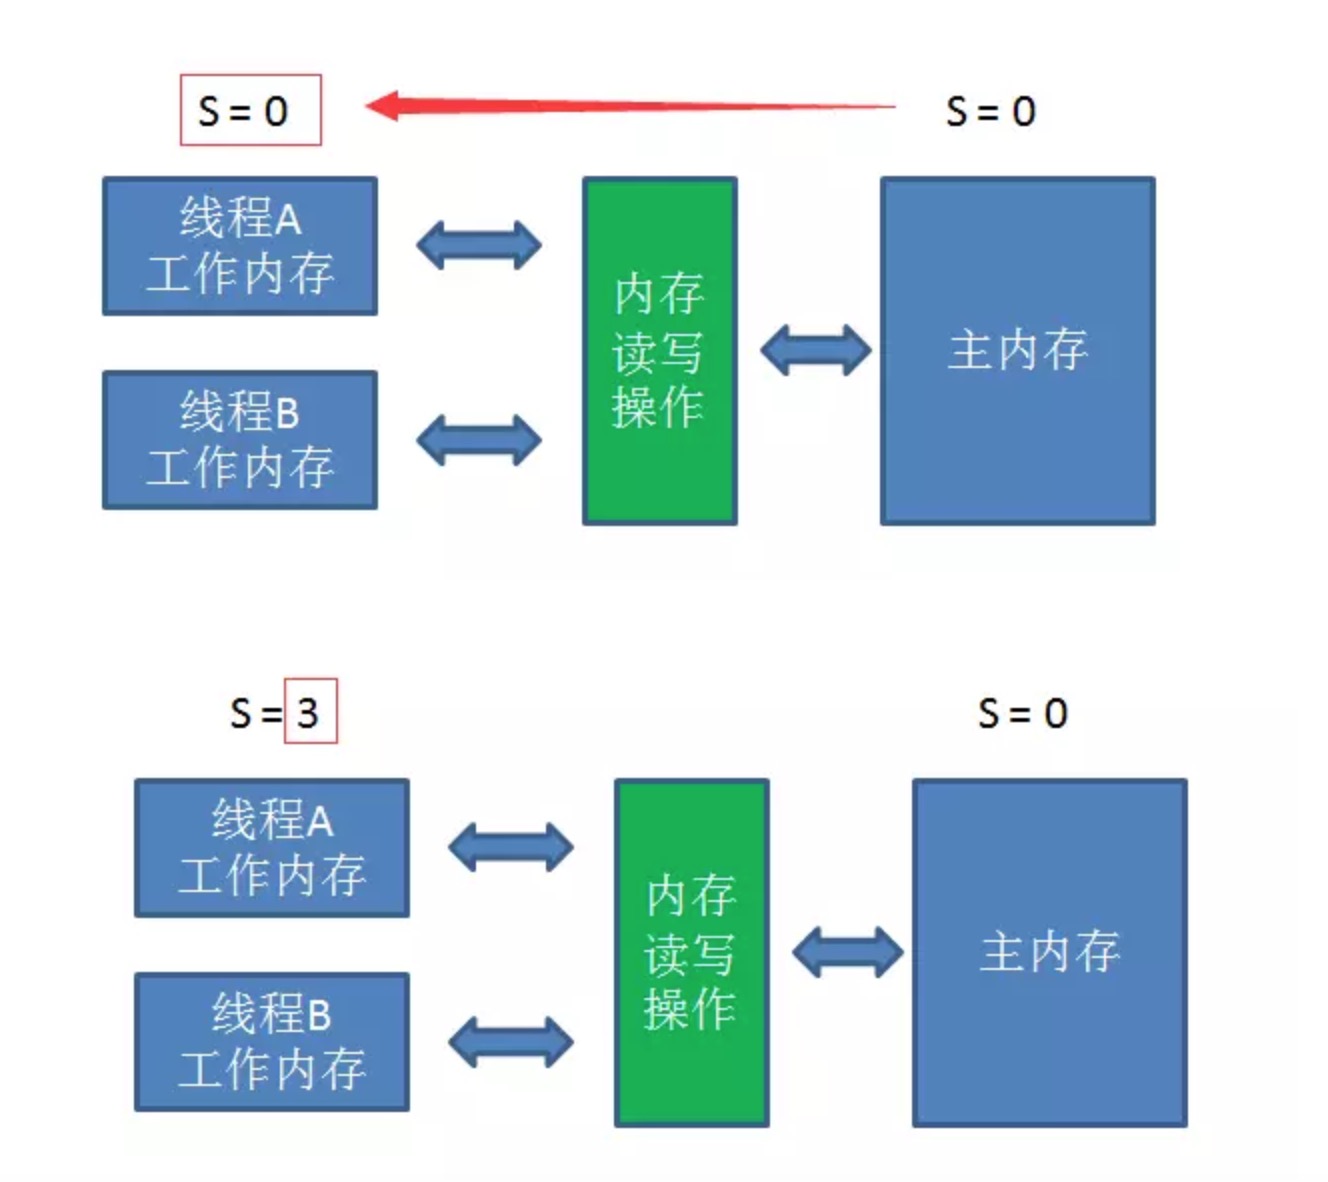 S = 0
S = 0
线程A
工作内存
线程B
工作内存
内存
读写
操作
主内存
S = 3
S = 0
线程A
工作内存
线程B
工作内存
内存
读写
操作
主内存